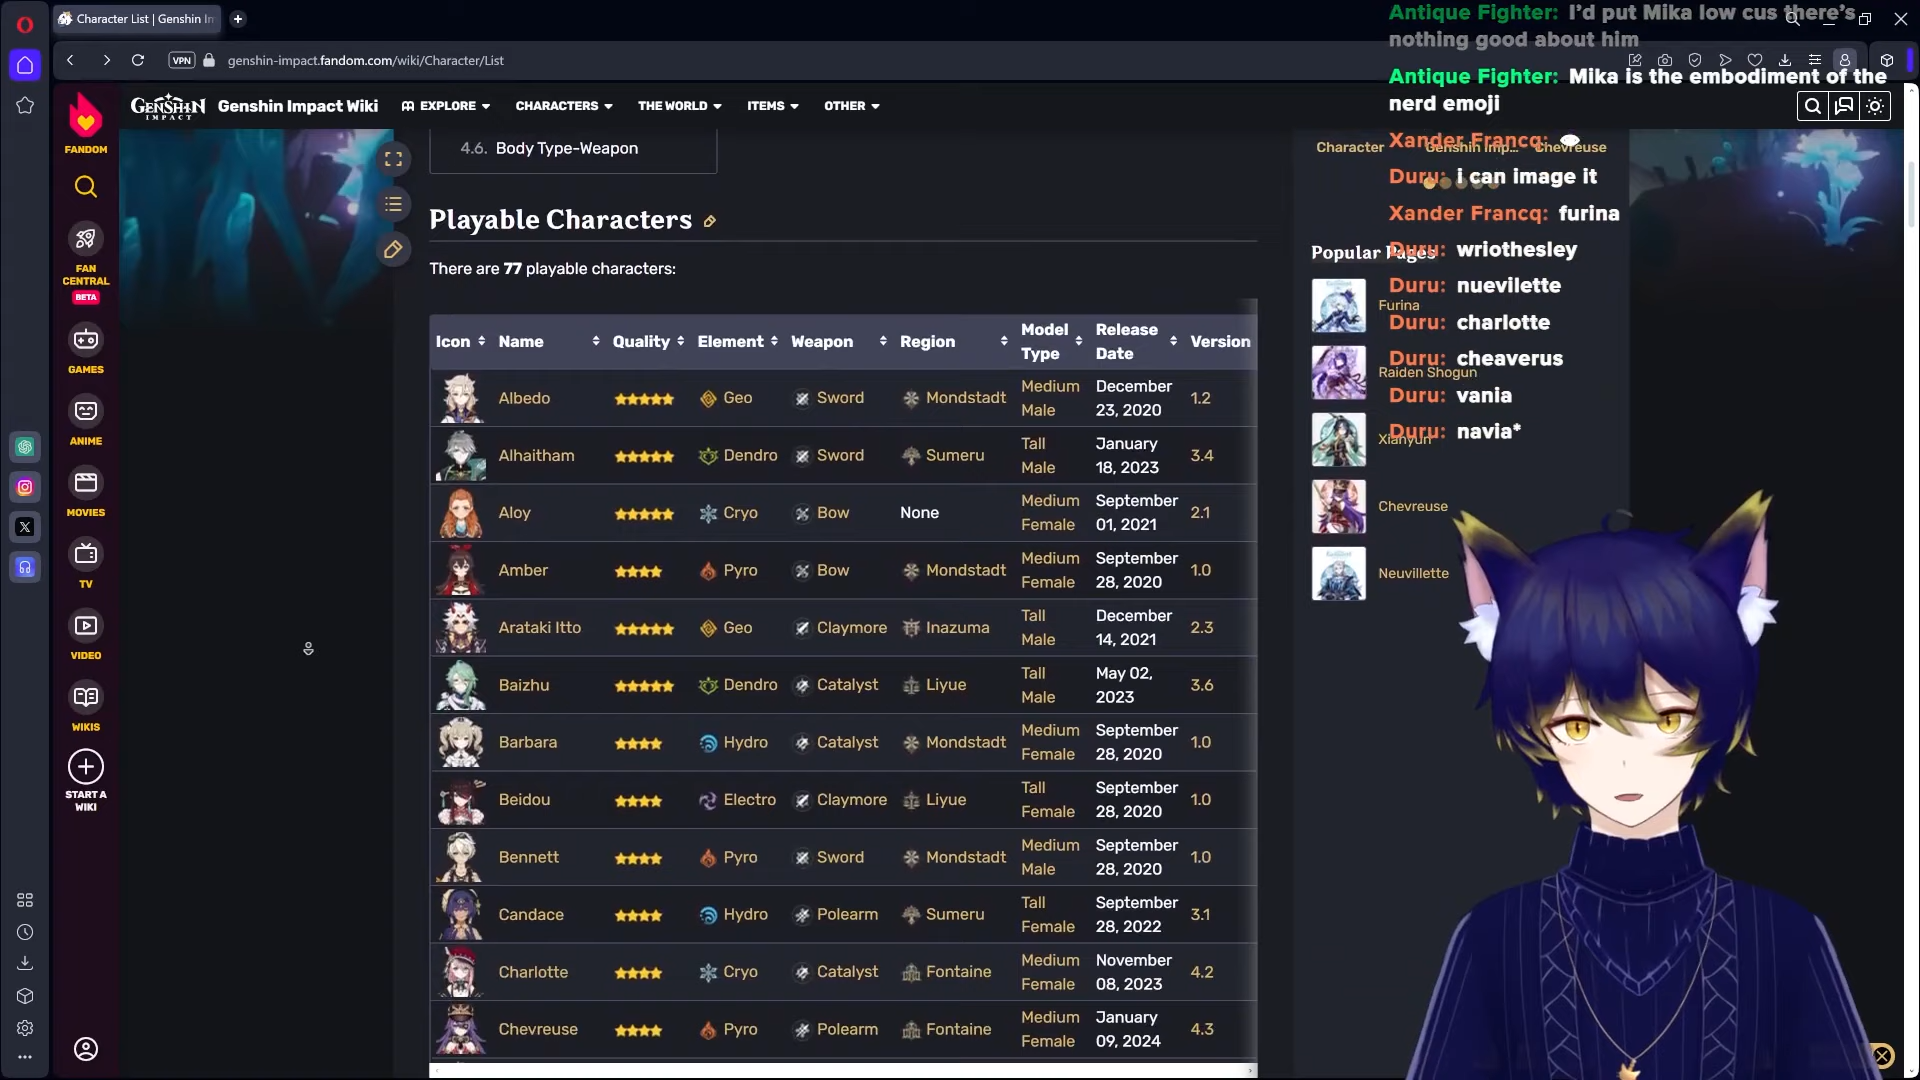 Character List | Genshin Im
Antique Fighter: I'd put Mika low cus there's
nothing good about him
VPN
genshin-impact.fandom.com/wiki/Character/List
Antique Fighter: Mika is the embodiment of the
nerd emoji
GENSHIN IMPACT
Genshin Impact Wiki
EXPLORE
CHARACTERS
THE WORLD
ITEMS
OTHER
FANDOM
FAN CENTRAL
BETA
GAMES
ANIME
MOVIES
TV
VIDEO
WIKIS
START A WIKI
4.6. Body Type-Weapon
Playable Characters
There are 77 playable characters:
Icon Name Quality Element Weapon Region Model Type Release Date Version
Albedo Geo Sword Mondstadt Medium Male December 23, 2020 1.2
Alhaitham Dendro Sword Sumeru Tall Male January 18, 2023 3.4
Aloy Cryo Bow None Medium Female September 01, 2021 2.1
Amber Pyro Bow Mondstadt Medium Female September 28, 2020 1.0
Arataki Itto Geo Claymore Inazuma Tall Male December 14, 2021 2.3
Baizhu Dendro Catalyst Liyue Tall Male May 02, 2023 3.6
Barbara Hydro Catalyst Mondstadt Medium Female September 28, 2020 1.0
Beidou Electro Claymore Liyue Tall Female September 28, 2020 1.0
Bennett Pyro Sword Mondstadt Medium Male September 28, 2020 1.0
Candace Hydro Polearm Sumeru Tall Female September 28, 2022 3.1
Charlotte Cryo Catalyst Fontaine Medium Female November 08, 2023 4.2
Chevreuse Pyro Polearm Fontaine Medium Female January 09, 2024 4.3
Xander Francq:
Character
Genshin Imp...
Chevreuse
Duru: i can image it
Xander Francq: furina
Duru: wriothesley
Popular Pages
Duru: nuevilette
Furina
Duru: charlotte
Duru: cheaverus
Raiden Shogun
Duru: vania
Duru: navia*
Xianyun
Chevreuse
Neuvillette